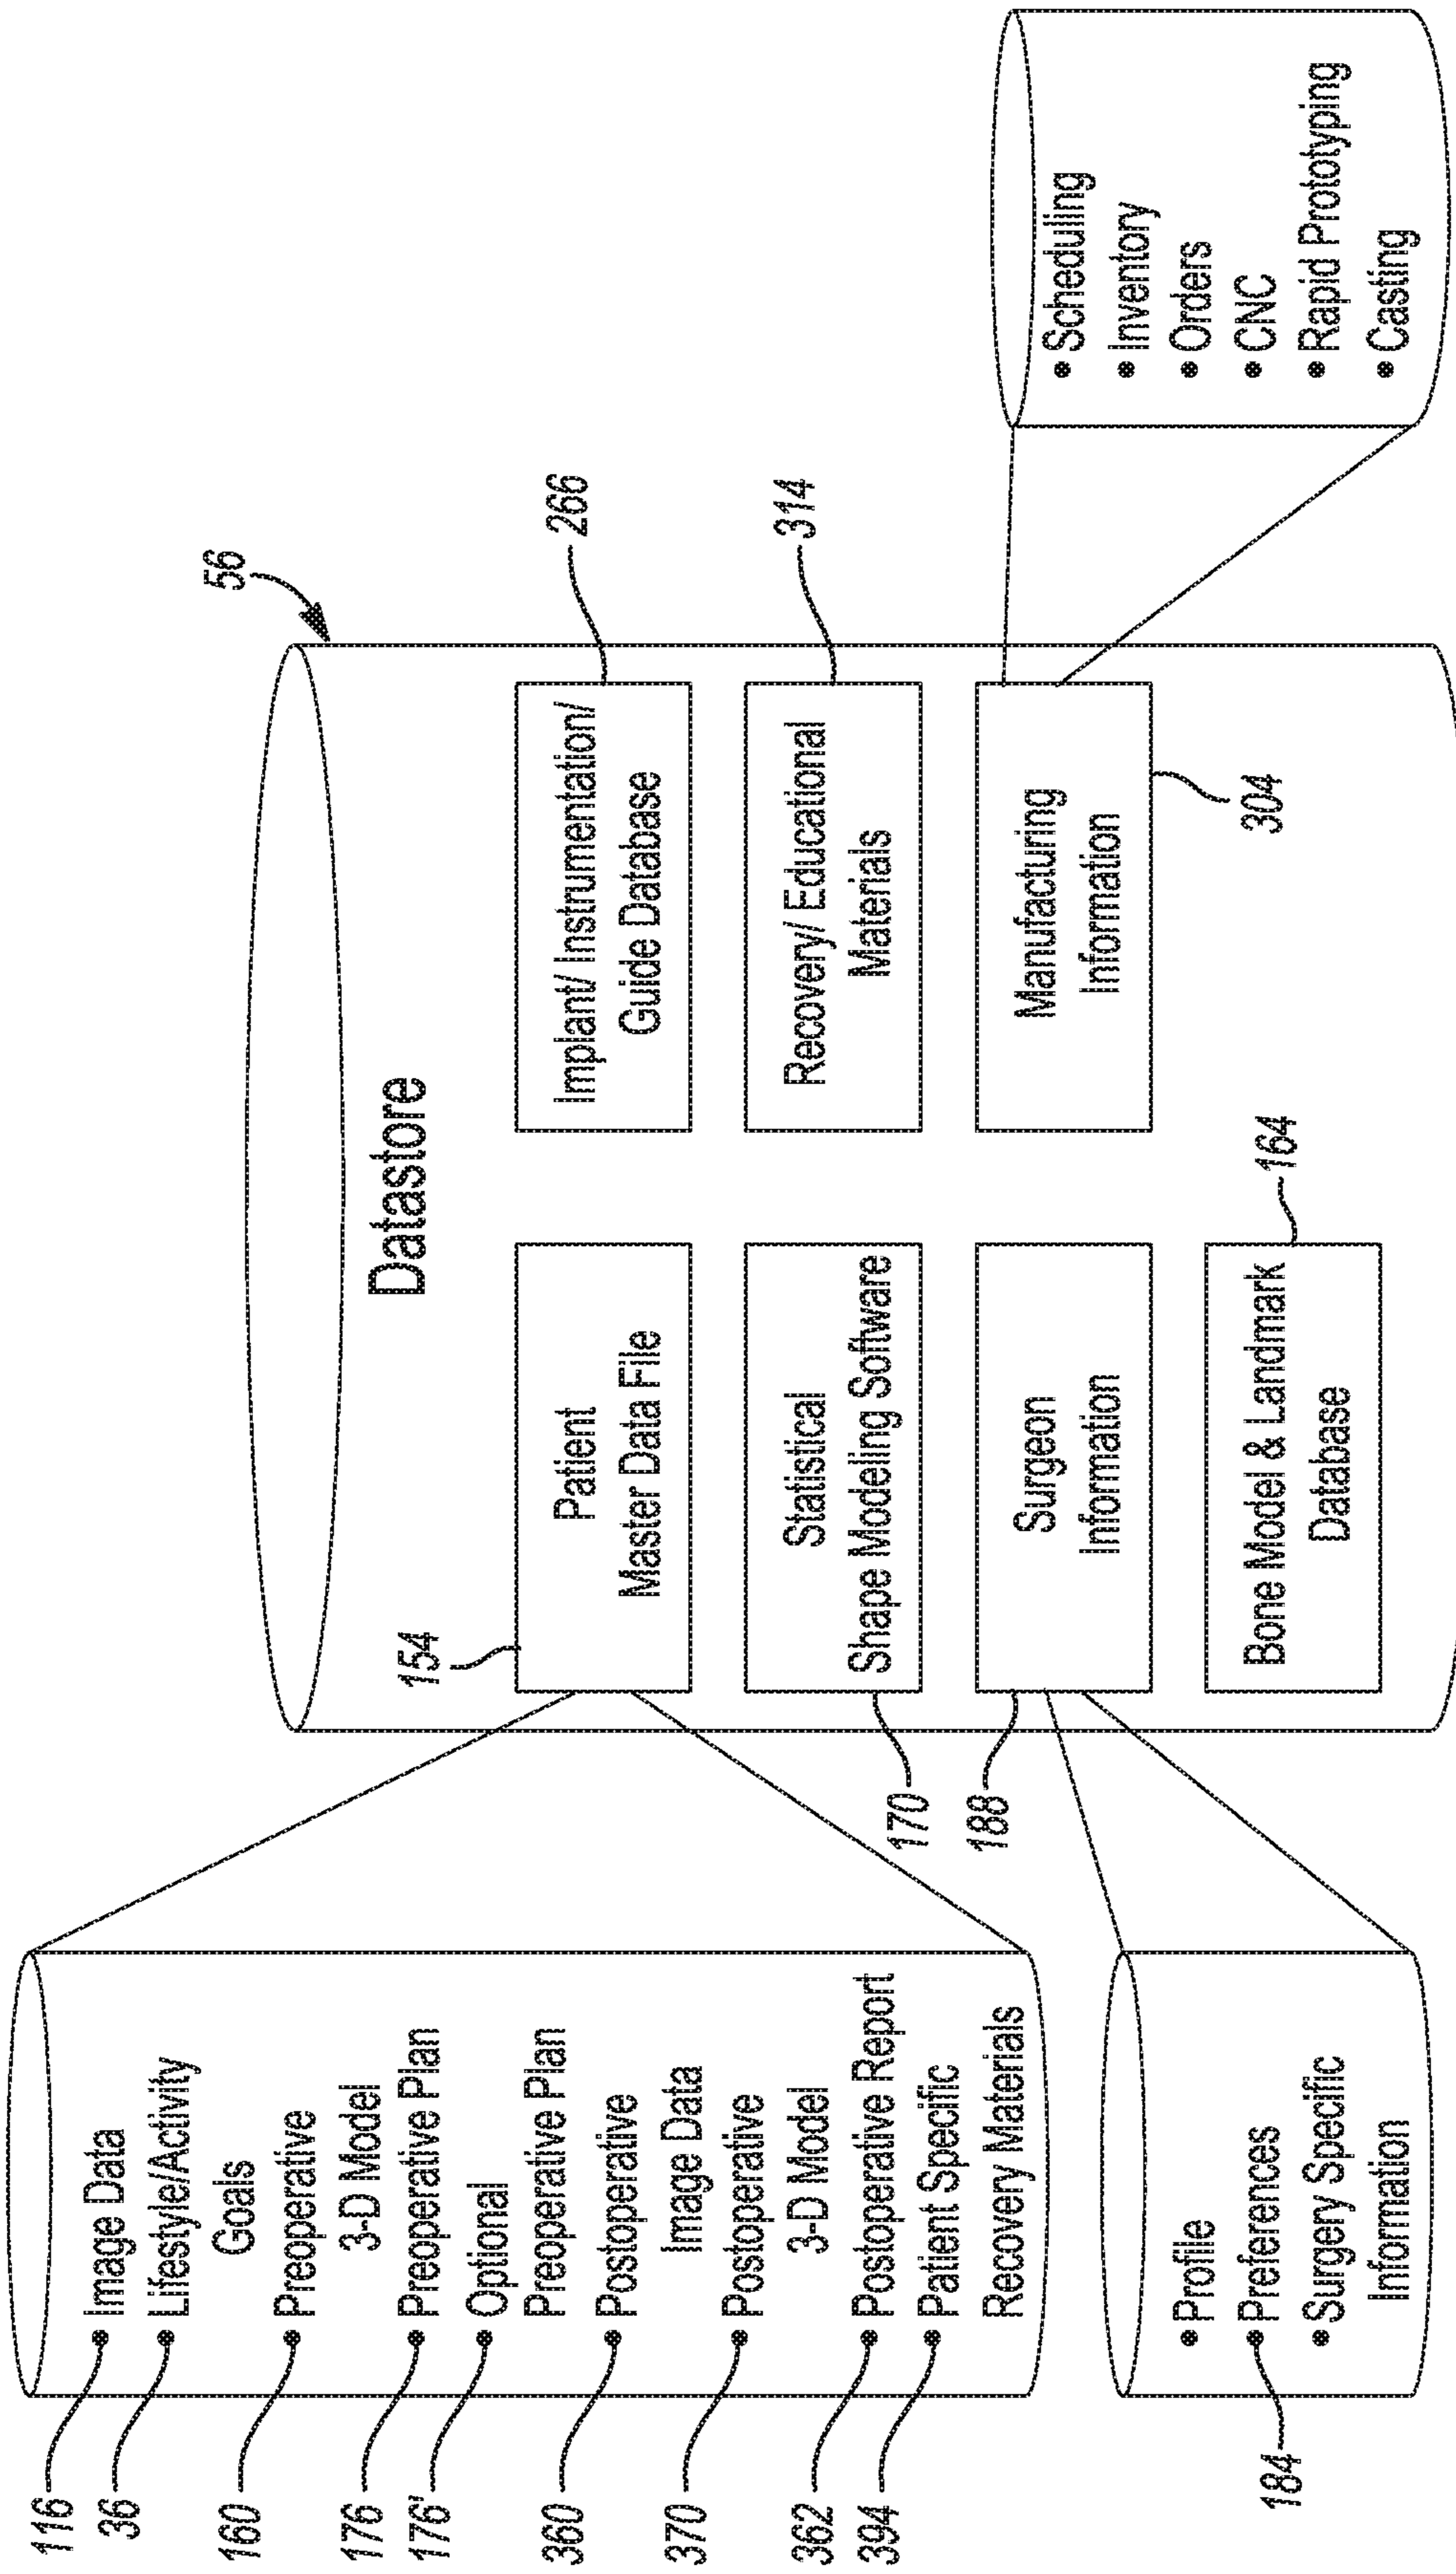 56
Datastore
154
Patient
Master Data File
Implant/ Instrumentation/
Guide Database
266
170
Statistical
Shape Modeling Software
Recovery/ Educational
Materials
314
188
Surgeon
Information
Manufacturing
Information
304
Bone Model & Landmark
Database
164
116
• Image Data
36
• Lifestyle/Activity
Goals
160
• Preoperative
3-D Model
176
• Preoperative Plan
176'
• Optional
Preoperative Plan
360
• Postoperative
Image Data
370
• Postoperative
3-D Model
362
• Postoperative Report
394
• Patient Specific
Recovery Materials
• Profile
184
• Preferences
• Surgery Specific
Information
• Scheduling
• Inventory
• Orders
• CNC
• Rapid Prototyping
• Casting